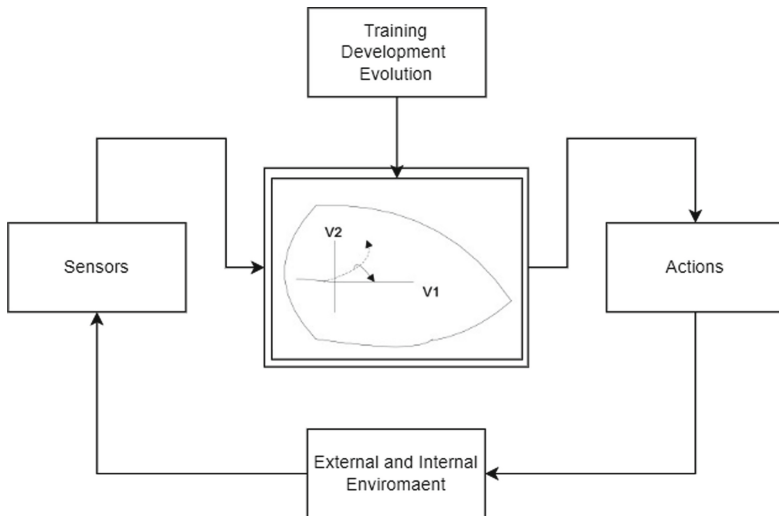 Training
Development
Evolution
Sensors
V2
V1
Actions
External and Internal
Enviromaent